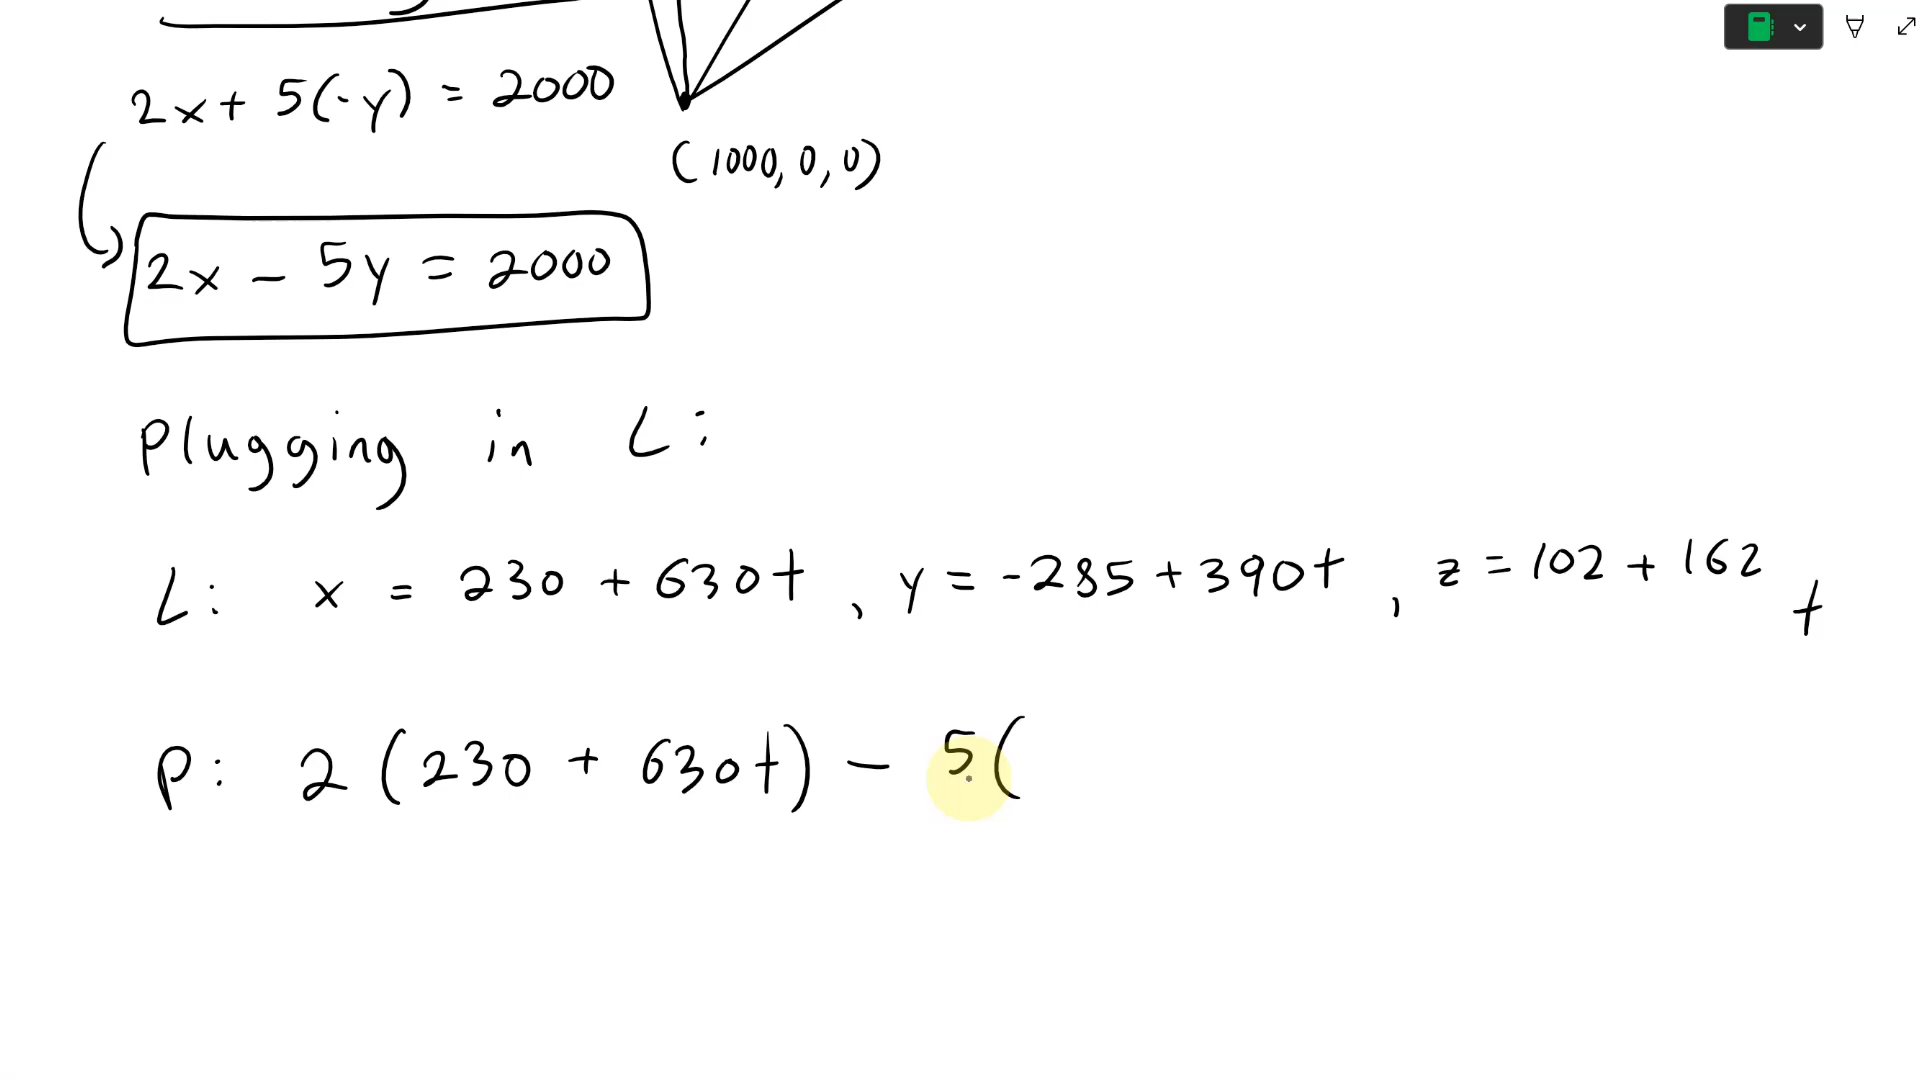 2x + 5(-y) = 2000
(1000, 0, 0)
2x - 5y = 2000
Plugging in L:
L: x = 230 + 630t , y = -285 + 390t , z = 102 + 162 t
P: 2 (230 + 630t) - 5(